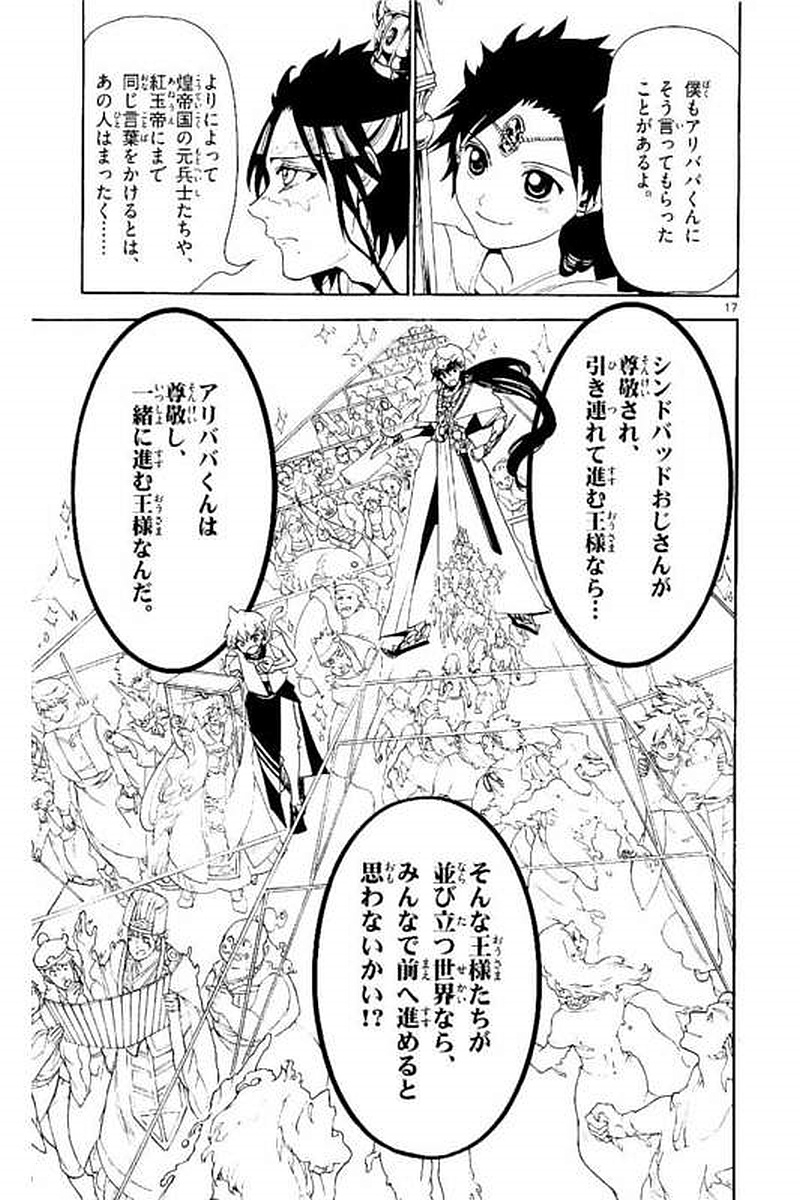 僕もアリババくんに
そう言ってもらった
ことがあるよ。
よりによって
煌帝国の元兵士たちや、
紅玉帝にまで
同じ言葉をかけるとは、
あの人はまったく……
17
シンドバッドおじさんが
尊敬され、
引き連れて進む王様なら…
アリババくんは
尊敬し、
一緒に進む王様なんだ。
そんな王様たちが
並び立つ世界なら、
みんなで前へ進めると
思わないかい!?